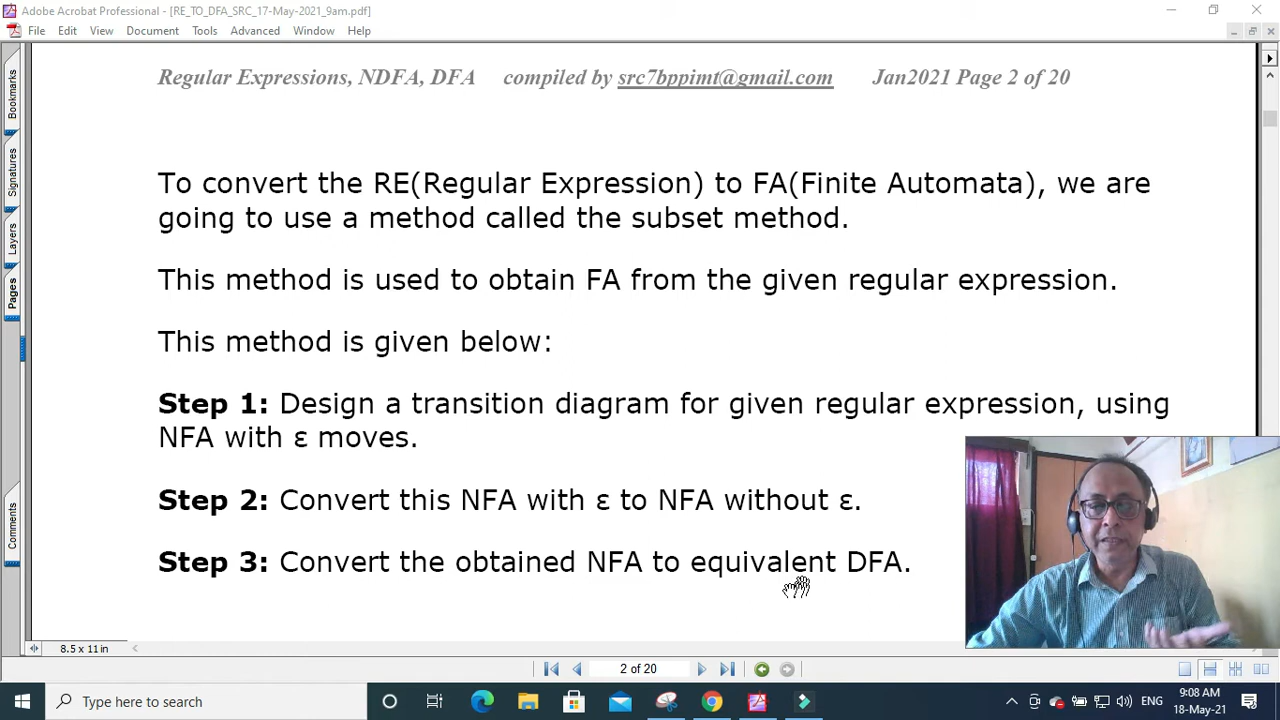 Adobe Acrobat Professional - [RE_TO_DFA_SRC_17-May-2021_9am.pdf]
File Edit View Document Tools Advanced Window Help
Regular Expressions, NDFA, DFA compiled by src7bppimt@gmail.com Jan2021 Page 2 of 20
To convert the RE(Regular Expression) to FA(Finite Automata), we are
going to use a method called the subset method.
This method is used to obtain FA from the given regular expression.
This method is given below:
Step 1: Design a transition diagram for given regular expression, using
NFA with ε moves.
Step 2: Convert this NFA with ε to NFA without ε.
Step 3: Convert the obtained NFA to equivalent DFA.
Bookmarks
Signatures
Layers
Pages
Comments
8.5 x 11 in
2 of 20
Type here to search
ENG
9:08 AM
18-May-21